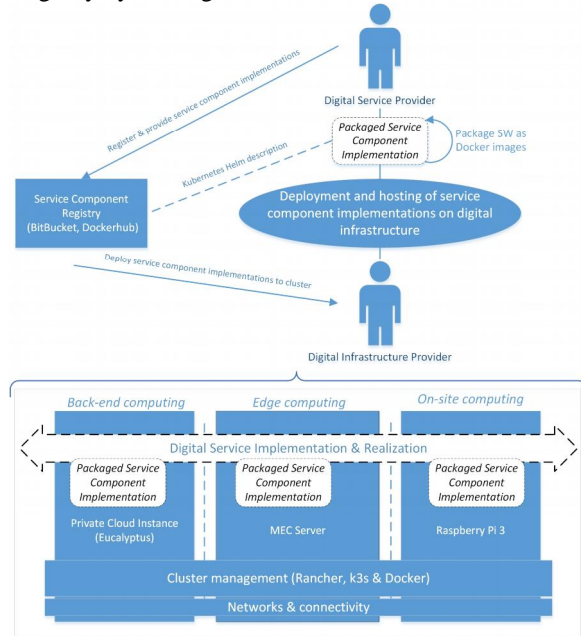 Digital Service Provider
Register & provide service component implementations
Packaged Service
Component
Implementation
Package SW as
Docker images
Kubernetes Helm description
Service Component
Registry
(BitBucket, Dockerhub)
Deployment and hosting of service
component implementations on digital
infrastructure
Deploy service component implementations to cluster
Digital Infrastructure Provider
Back-end computing
Edge computing
On-site computing
Digital Service Implementation & Realization
Packaged Service
Component
Implementation
Packaged Service
Component
Implementation
Packaged Service
Component
Implementation
Private Cloud Instance
(Eucalyptus)
MEC Server
Raspberry Pi 3
Cluster management (Rancher, k3s & Docker)
Networks & connectivity